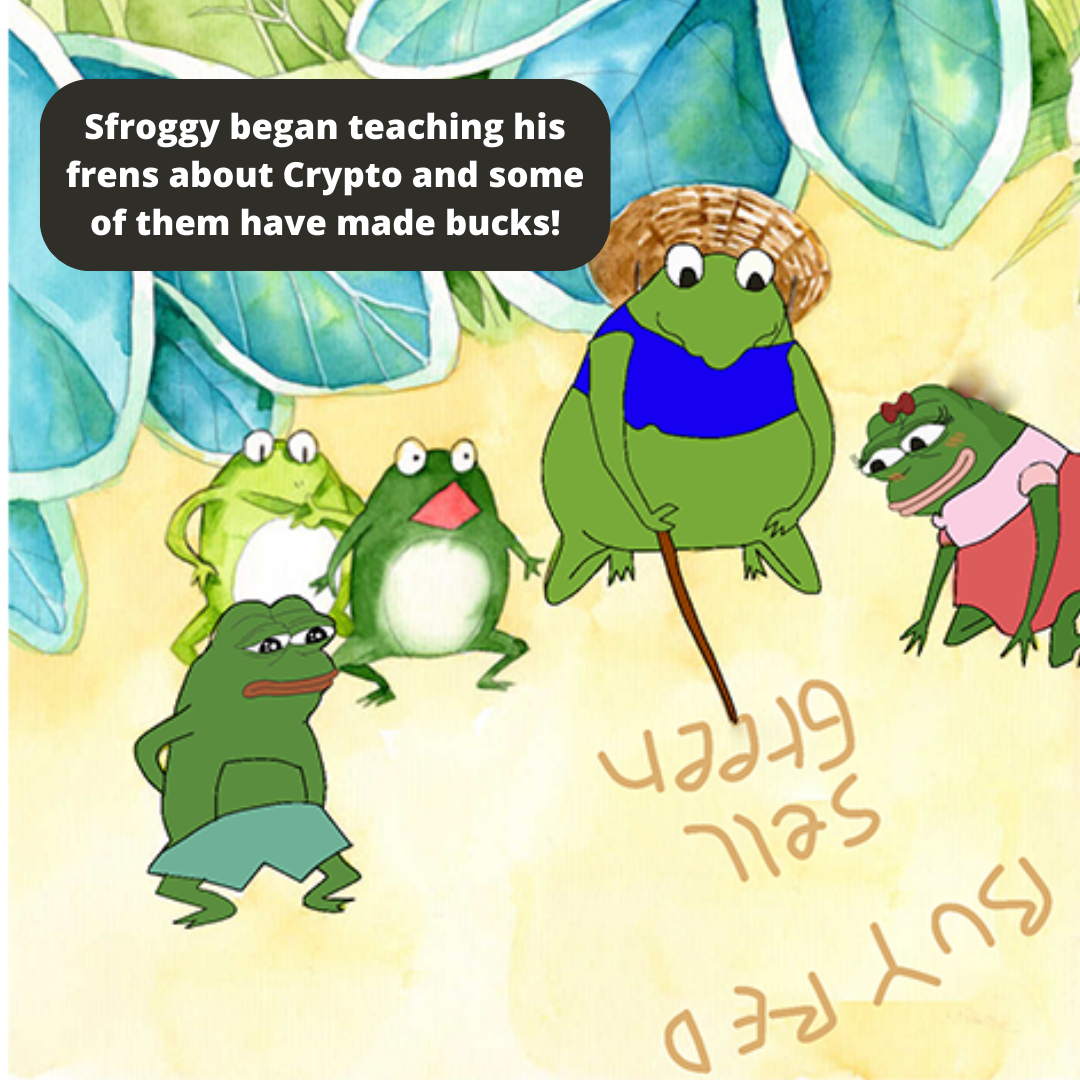 Sfroggy began teaching his
frens about Crypto and some
of them have made bucks!
BUY RED
Sell
Green